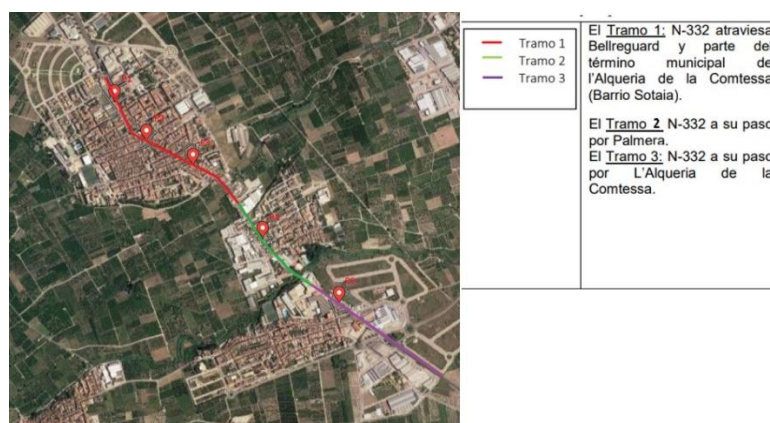 Tramo 1
Tramo 2
Tramo 3
El Tramo 1: N-332 atraviesa
Bellreguard y parte del
término municipal de
l'Alqueria de la Comtessa
(Barrio Sotaia).
El Tramo 2 N-332 a su paso
por Palmera.
El Tramo 3: N-332 a su paso
por L'Alqueria de la
Comtessa.